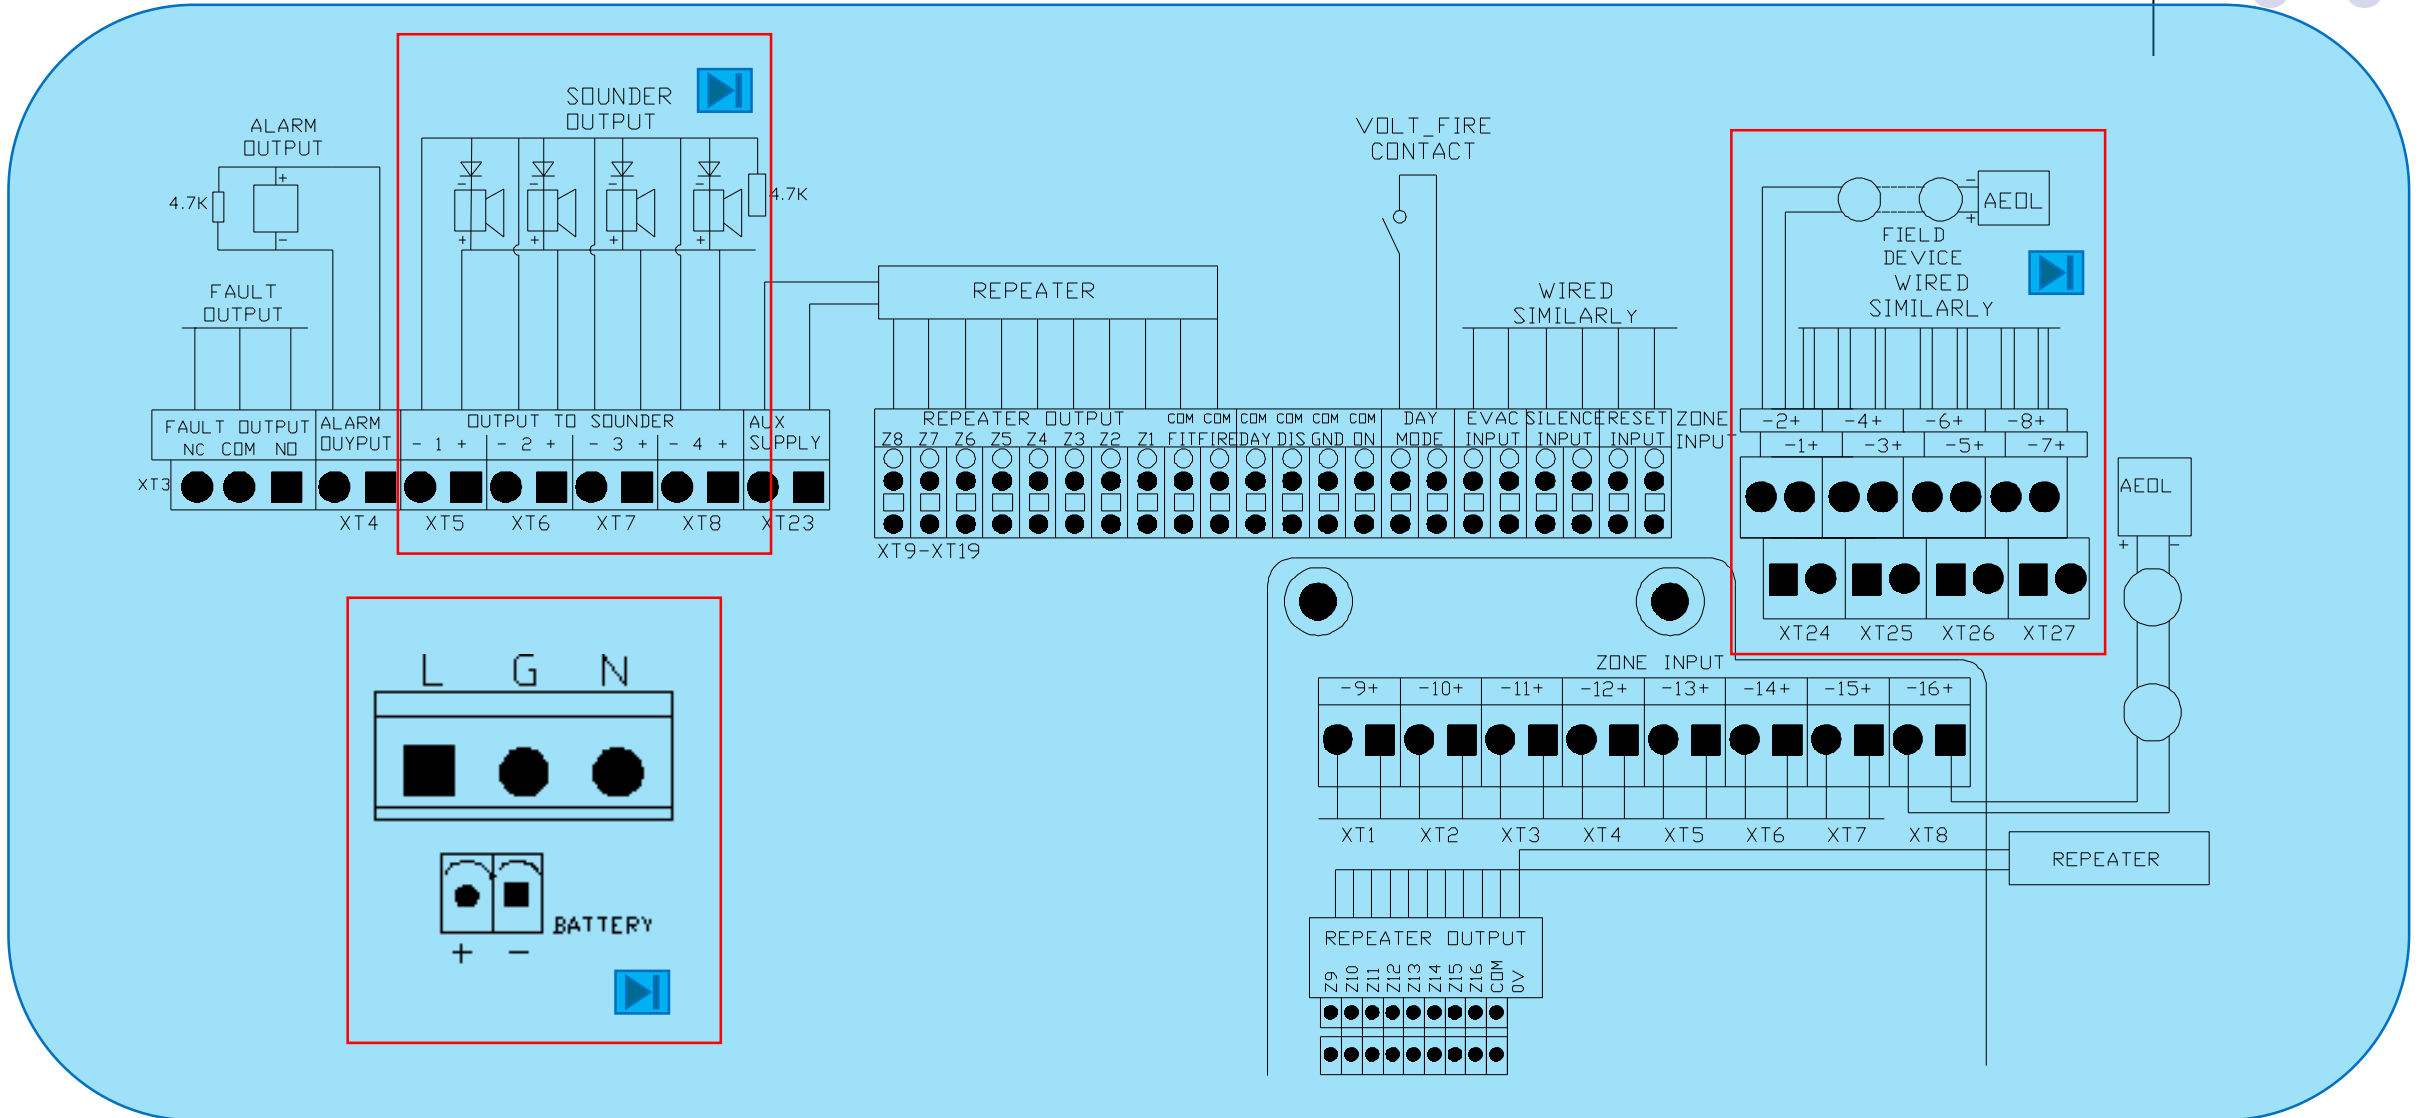 SOUNDER
OUTPUT
ALARM
OUTPUT
+
4.7K
-
- - - -
+ + + +
4.7K
FAULT
OUTPUT
REPEATER
VOLT_FIRE
CONTACT
WIRED
SIMILARLY
-
AEOL
+
FIELD
DEVICE
WIRED
SIMILARLY
FAULT OUTPUT
NC COM NO
ALARM
OUYPUT
OUTPUT TO SOUNDER
- 1 + - 2 + - 3 + - 4 +
AUX
SUPPLY
XT3
XT4 XT5 XT6 XT7 XT8 XT23
REPEATER OUTPUT COM COM COM COM COM COM DAY EVAC SILENCE RESET ZONE
Z8 Z7 Z6 Z5 Z4 Z3 Z2 Z1 FIT FIRE DAY DIS GND ON MODE INPUT INPUT INPUT INPUT
XT9-XT19
-2+ -4+ -6+ -8+
-1+ -3+ -5+ -7+
XT24 XT25 XT26 XT27
AEOL
+ -
L G N
BATTERY
+ -
ZONE INPUT
-9+ -10+ -11+ -12+ -13+ -14+ -15+ -16+
XT1 XT2 XT3 XT4 XT5 XT6 XT7 XT8
REPEATER
REPEATER OUTPUT
Z9 Z10 Z11 Z12 Z13 Z14 Z15 Z16 COM 0V